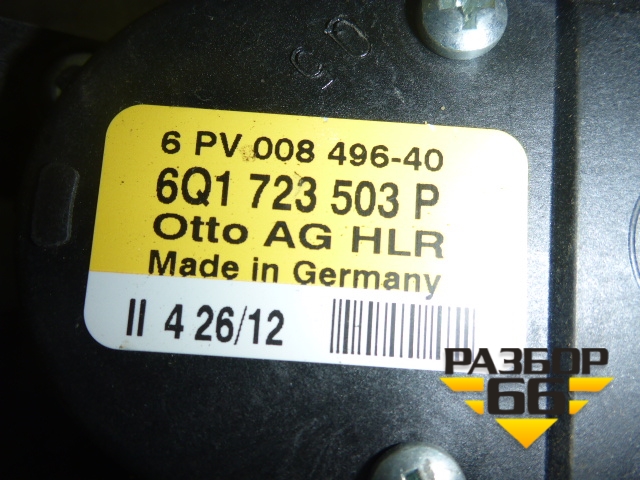 6 PV 008 496-40
6Q1 723 503 P
Otto AG HLR
Made in Germany
II 4 26/12
РАЗБОР
66